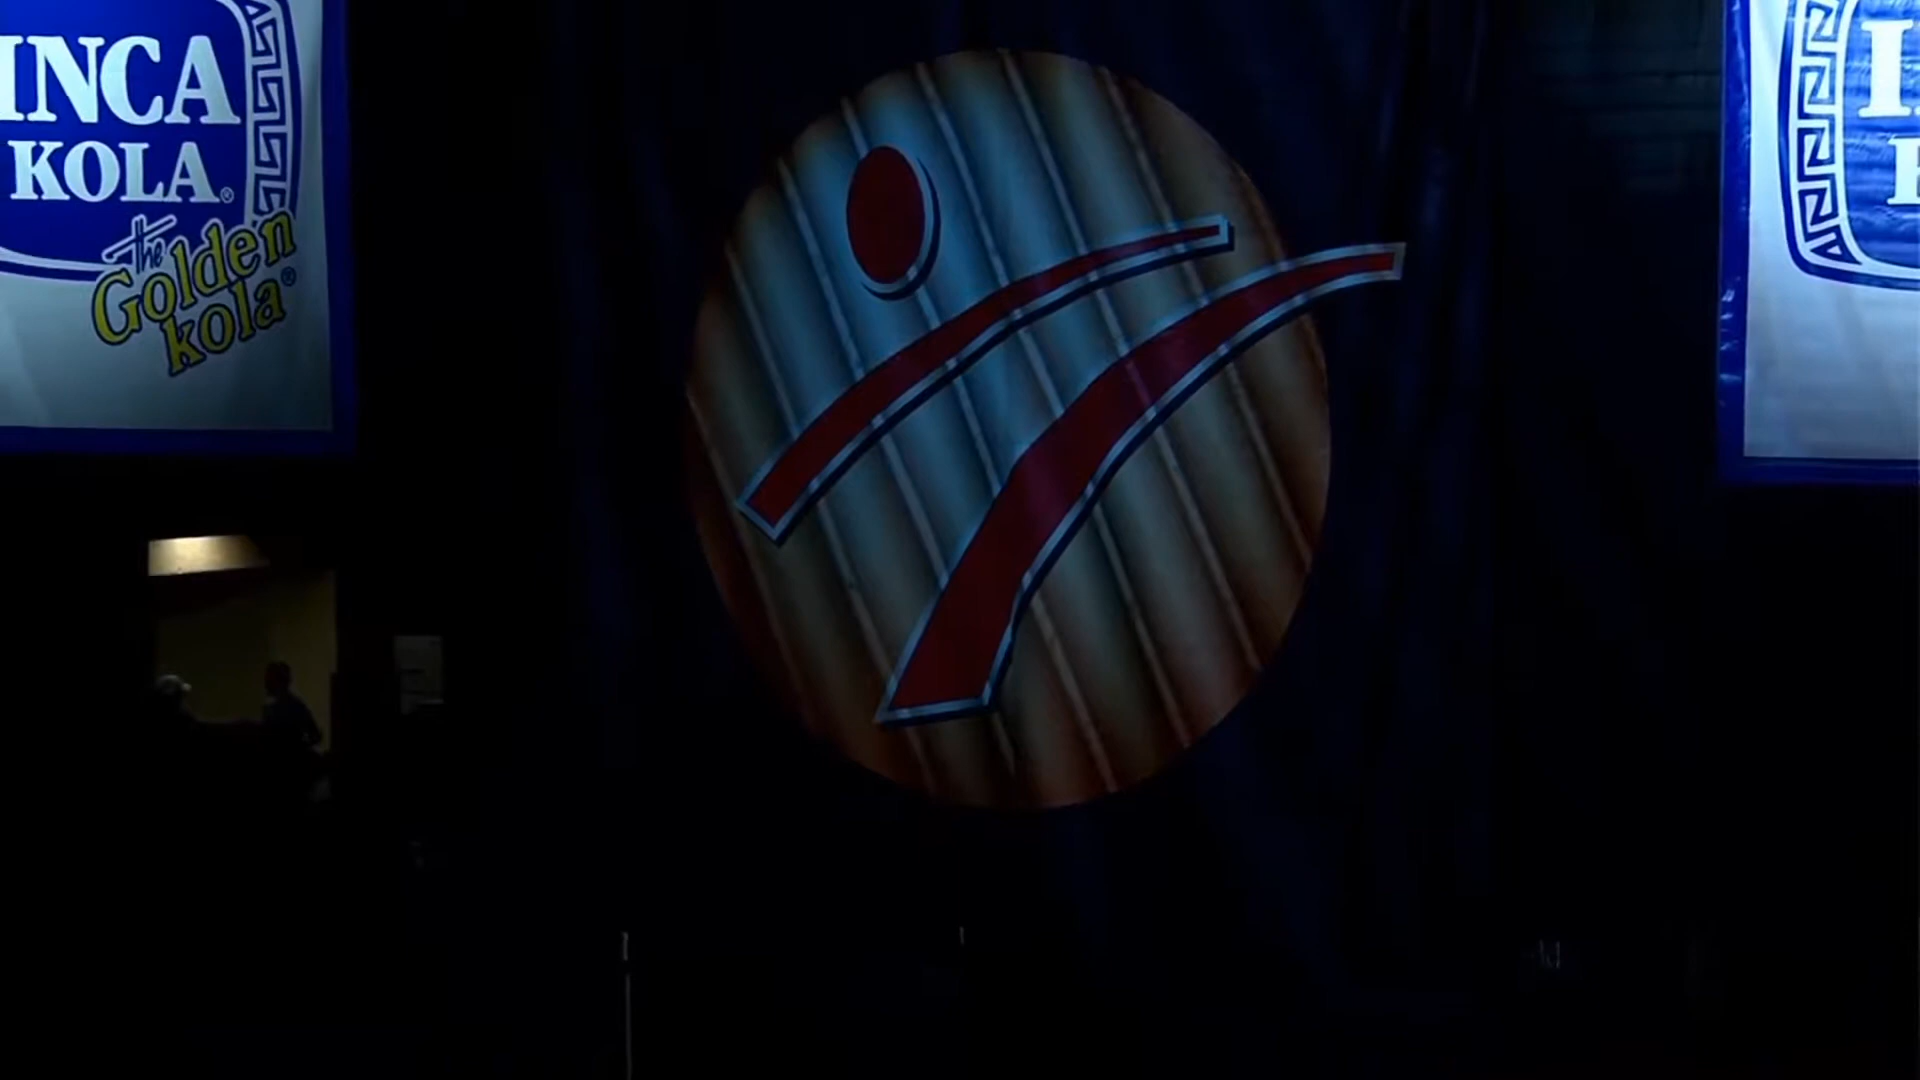 INCA
KOLA®
the
Golden
kola®